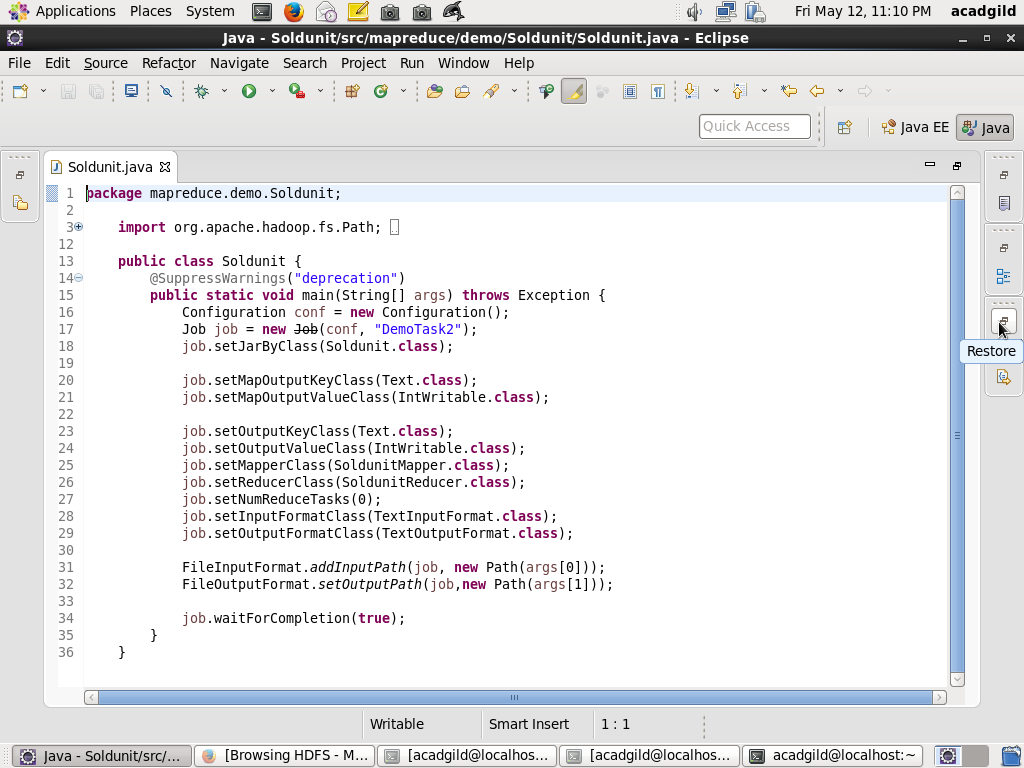 Applications Places System Fri May 12, 11:10 PM acadgild
Java - Soldunit/src/mapreduce/demo/Soldunit/Soldunit.java - Eclipse
File Edit Source Refactor Navigate Search Project Run Window Help
Quick Access Java EE Java
Soldunit.java
1 package mapreduce.demo.Soldunit;
2
3 import org.apache.hadoop.fs.Path;
12
13 public class Soldunit {
14 @SuppressWarnings("deprecation")
15 public static void main(String[] args) throws Exception {
16 Configuration conf = new Configuration();
17 Job job = new Job(conf, "DemoTask2");
18 job.setJarByClass(Soldunit.class);
19
20 job.setMapOutputKeyClass(Text.class);
21 job.setMapOutputValueClass(IntWritable.class);
22
23 job.setOutputKeyClass(Text.class);
24 job.setOutputValueClass(IntWritable.class);
25 job.setMapperClass(SoldunitMapper.class);
26 job.setReducerClass(SoldunitReducer.class);
27 job.setNumReduceTasks(0);
28 job.setInputFormatClass(TextInputFormat.class);
29 job.setOutputFormatClass(TextOutputFormat.class);
30
31 FileInputFormat.addInputPath(job, new Path(args[0]));
32 FileOutputFormat.setOutputPath(job,new Path(args[1]));
33
34 job.waitForCompletion(true);
35 }
36 }
Restore
Writable Smart Insert 1 : 1
Java - Soldunit/src/... [Browsing HDFS - M... [acadgild@localhos... [acadgild@localhos... acadgild@localhost:~